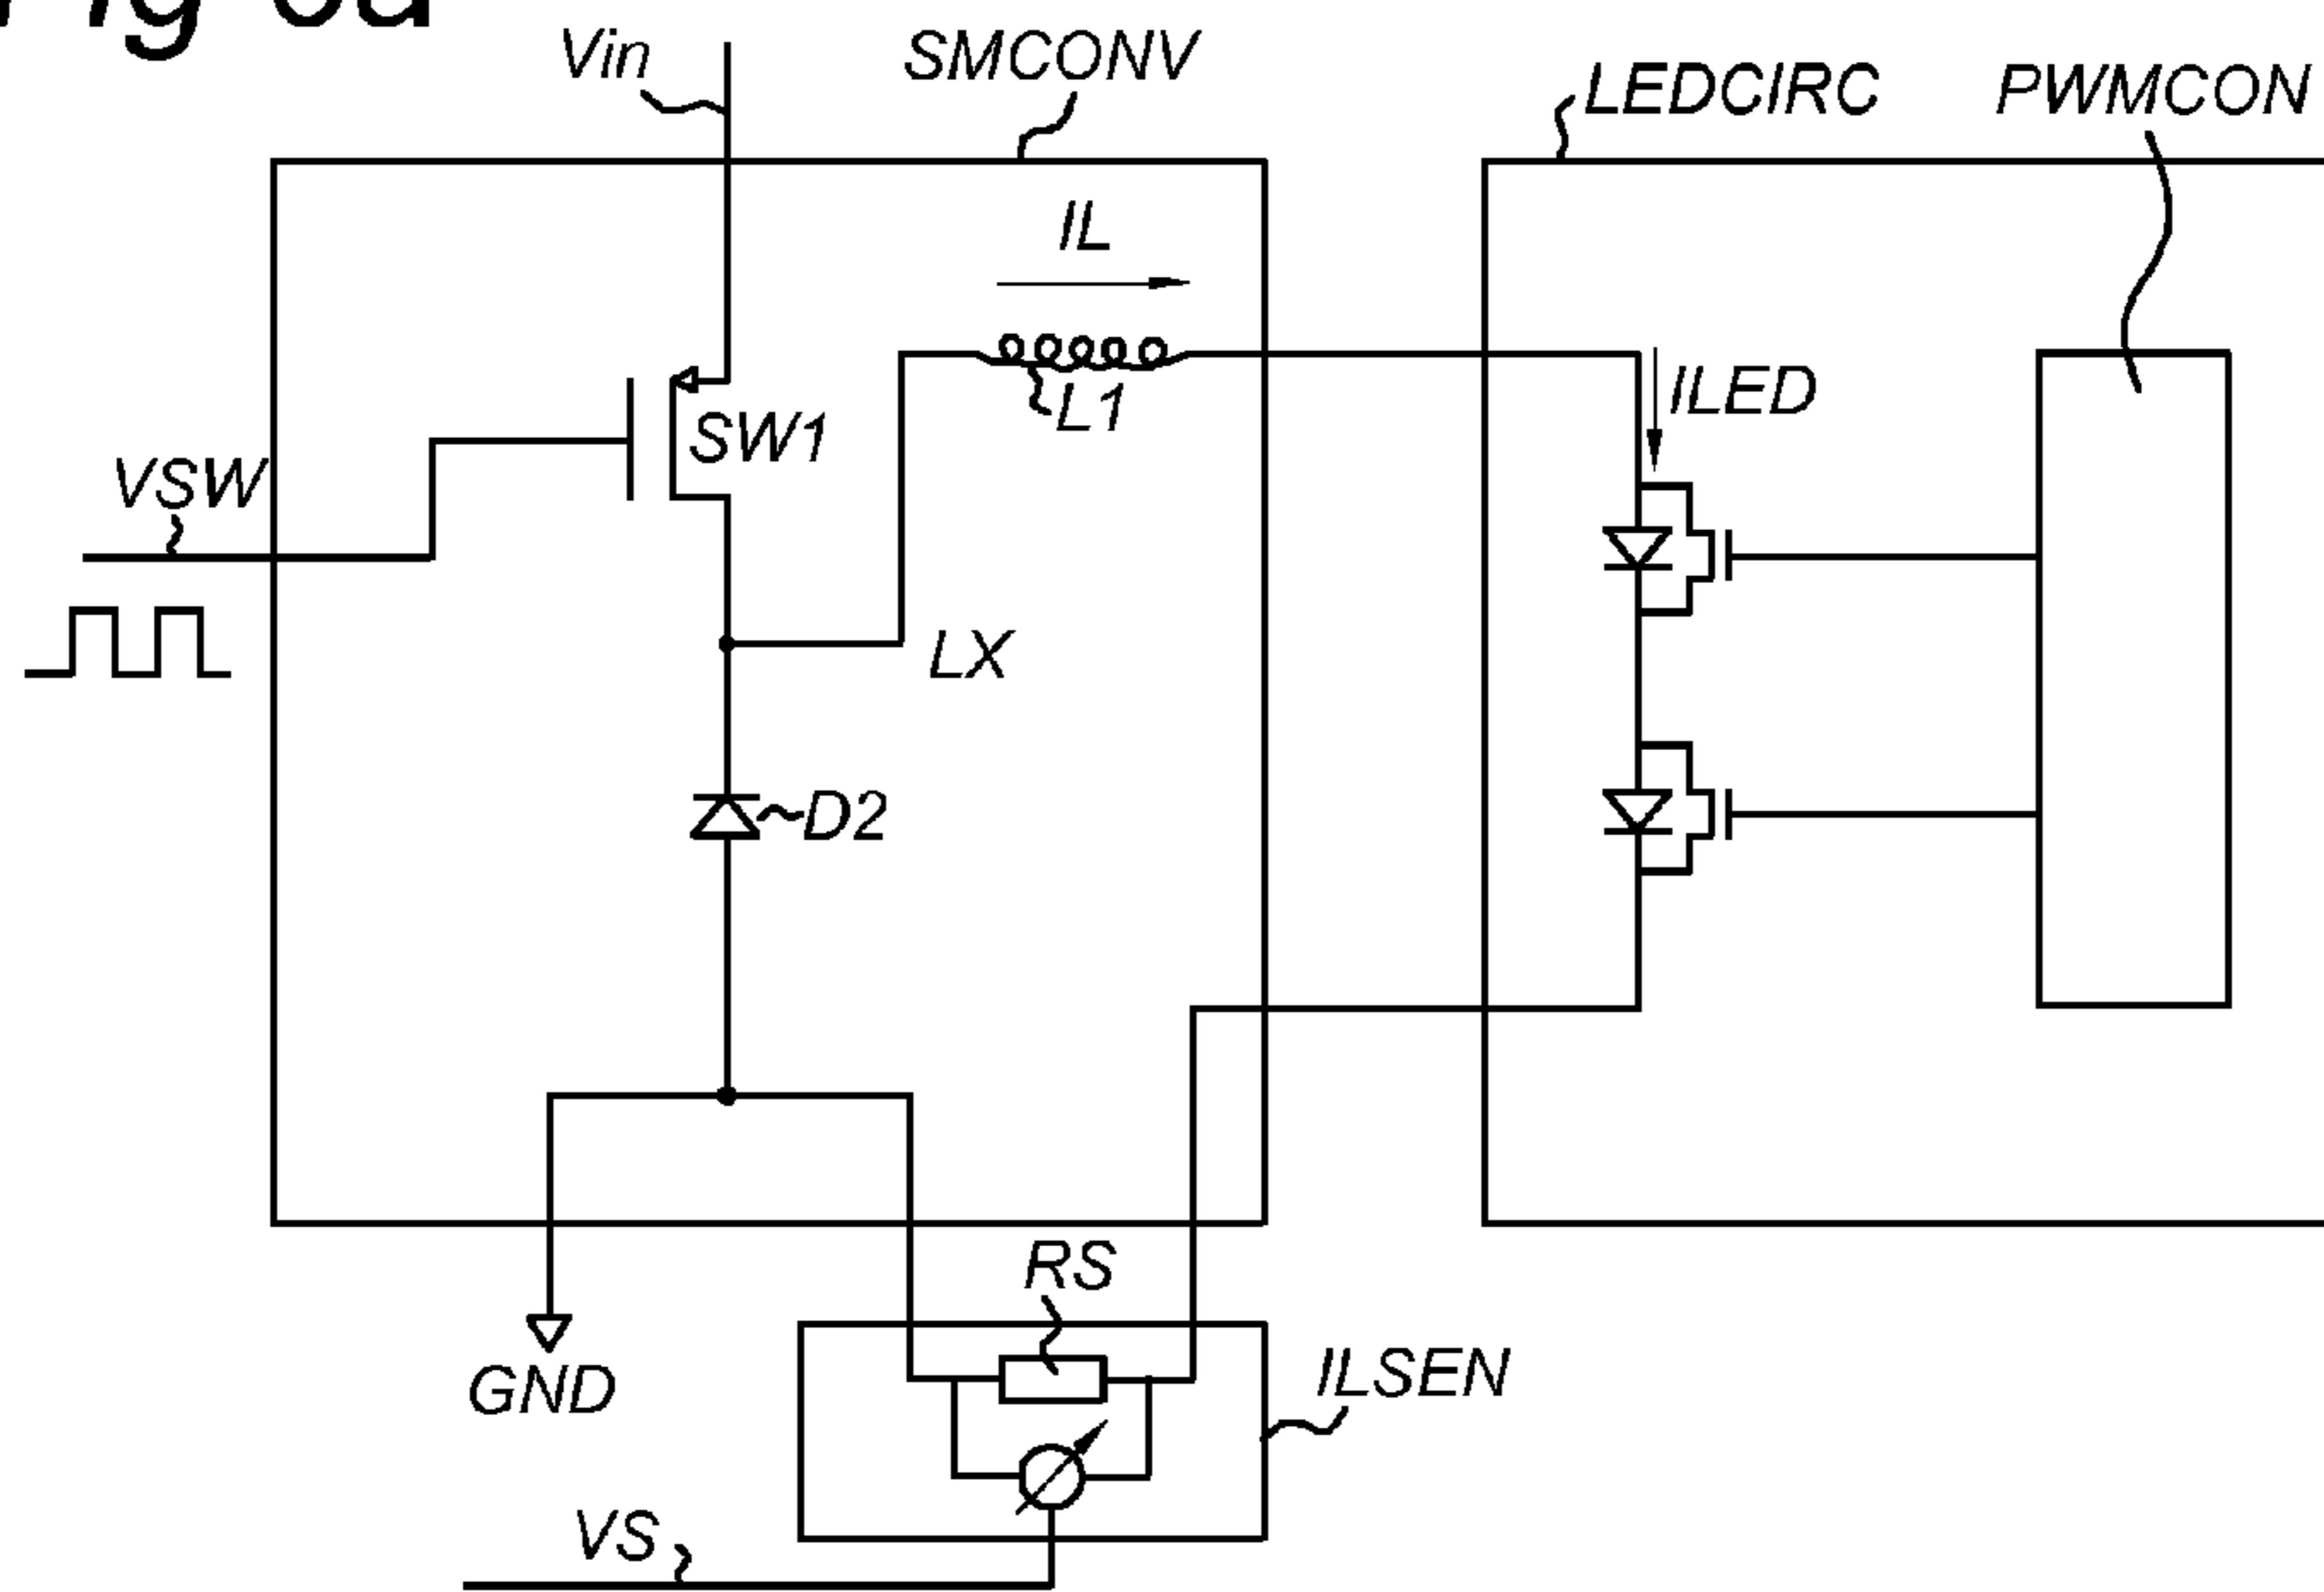 Vin
SMCONV
LEDCIRC
PWMCON
IL
ILED
L1
SW1
VSW
LX
D2
RS
ILSEN
GND
VS